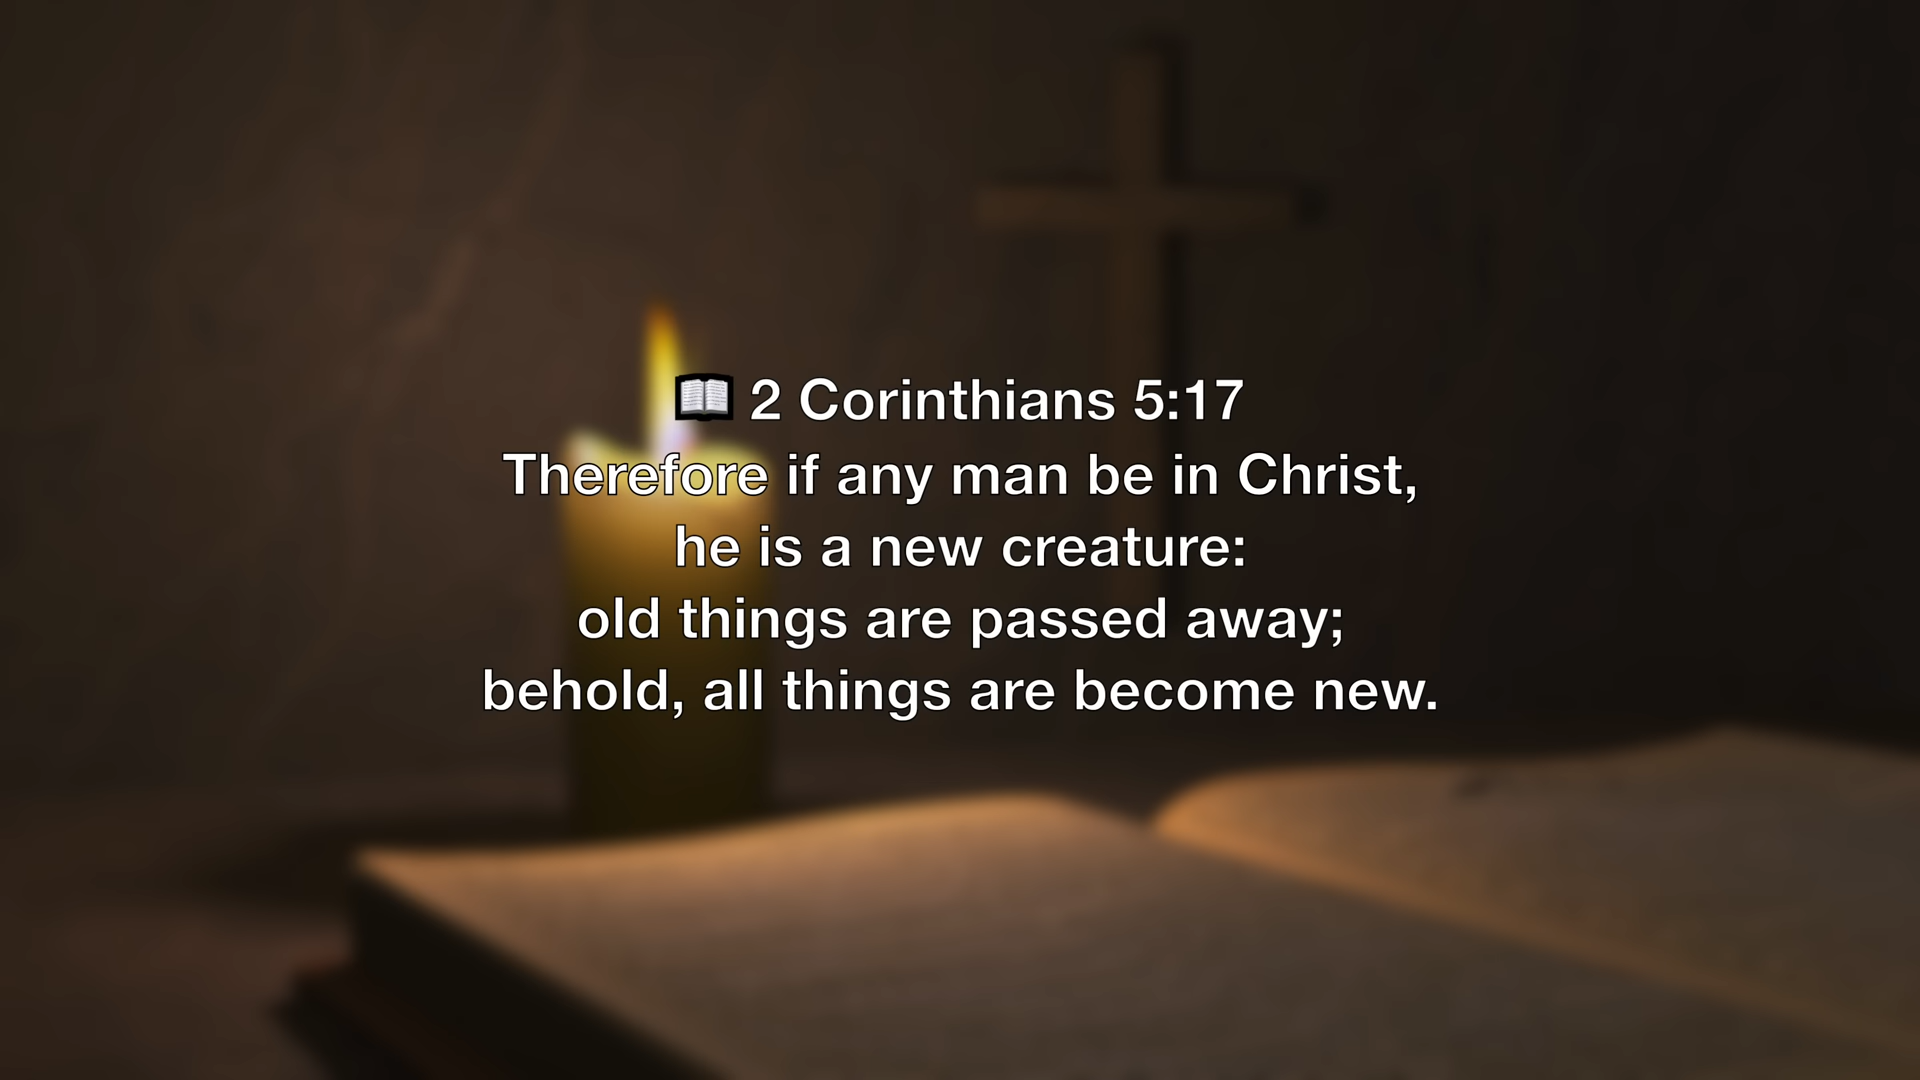 📖 2 Corinthians 5:17
Therefore if any man be in Christ,
he is a new creature:
old things are passed away;
behold, all things are become new.